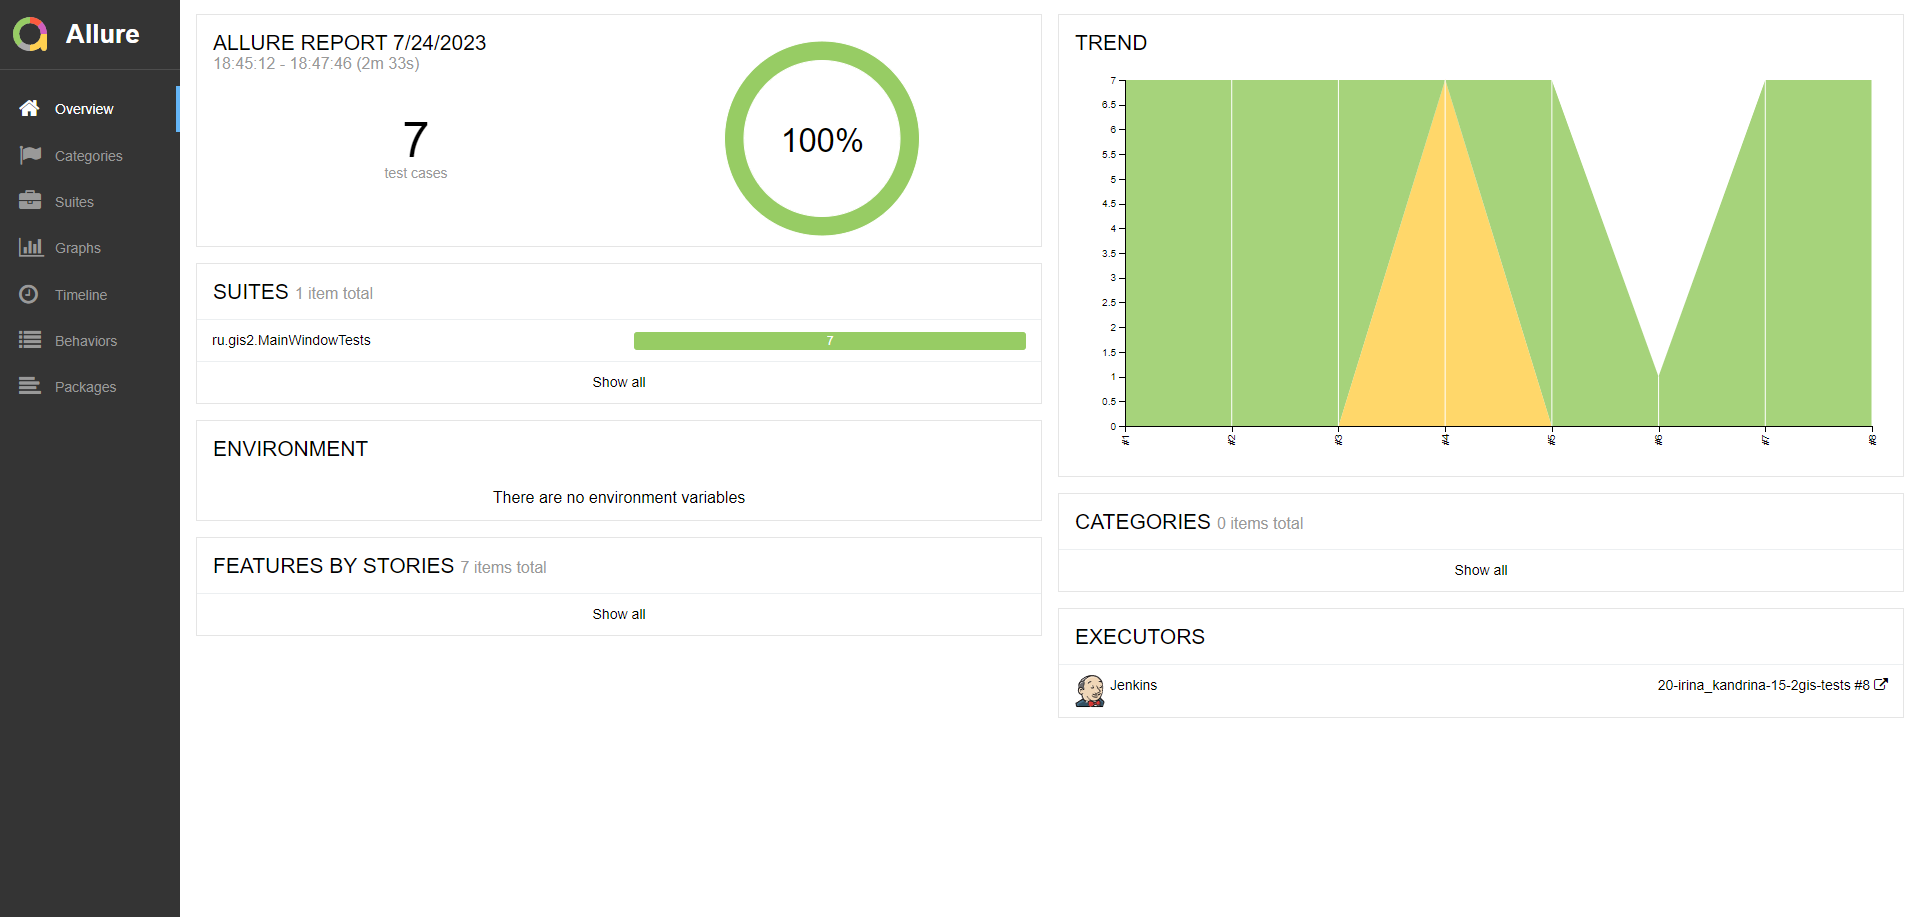 Allure
Overview
Categories
Suites
Graphs
Timeline
Behaviors
Packages
ALLURE REPORT 7/24/2023
18:45:12 - 18:47:46 (2m 33s)
7
test cases
100%
SUITES 1 item total
ru.gis2.MainWindowTests 7
Show all
ENVIRONMENT
There are no environment variables
FEATURES BY STORIES 7 items total
Show all
TREND
7
6.5
6
5.5
5
4.5
4
3.5
3
2.5
2
1.5
1
0.5
0
#1 #2 #3 #4 #5 #6 #7 #8
CATEGORIES 0 items total
Show all
EXECUTORS
Jenkins 20-irina_kandrina-15-2gis-tests #8